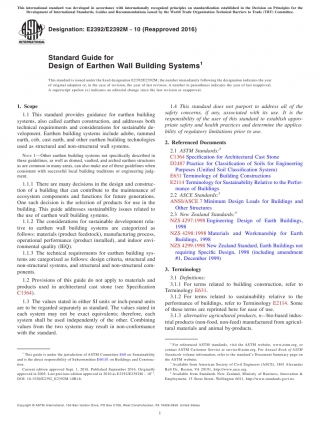 This international standard was developed in accordance with internationally recognized principles on standardization established in the Decision on Principles for the
Development of International Standards, Guides and Recommendations issued by the World Trade Organization Technical Barriers to Trade (TBT) Committee.
Designation: E2392/E2392M − 10 (Reapproved 2016)
Standard Guide for
Design of Earthen Wall Building Systems1
This standard is issued under the fixed designation E2392/E2392M; the number immediately following the designation indicates the year
of original adoption or, in the case of revision, the year of last revision. A number in parentheses indicates the year of last reapproval.
A superscript epsilon (ε) indicates an editorial change since the last revision or reapproval.
1. Scope
1.1 This standard provides guidance for earthen building
systems, also called earthen construction, and addresses both
technical requirements and considerations for sustainable de-
velopment. Earthen building systems include adobe, rammed
earth, cob, cast earth, and other earthen building technologies
used as structural and non-structural wall systems.
NOTE 1—Other earthen building systems not specifically described in
these guidelines, as well as domed, vaulted, and arched earthen structures
as are common in many areas, can also make use of these guidelines when
consistent with successful local building traditions or engineering judg-
ment.
1.1.1 There are many decisions in the design and construc-
tion of a building that can contribute to the maintenance of
ecosystem components and functions for future generations.
One such decision is the selection of products for use in the
building. This guide addresses sustainability issues related to
the use of earthen wall building systems.
1.1.2 The considerations for sustainable development rela-
tive to earthen wall building systems are categorized as
follows: materials (product feedstock), manufacturing process,
operational performance (product installed), and indoor envi-
ronmental quality (IEQ).
1.1.3 The technical requirements for earthen building sys-
tems are categorized as follows: design criteria, structural and
non-structural systems, and structural and non-structural com-
ponents.
1.2 Provisions of this guide do not apply to materials and
products used in architectural cast stone (see Specification
C1364).
1.3 The values stated in either SI units or inch-pound units
are to be regarded separately as standard. The values stated in
each system may not be exact equivalents; therefore, each
system shall be used independently of the other. Combining
values from the two systems may result in non-conformance
with the standard.
1.4 This standard does not purport to address all of the
safety concerns, if any, associated with its use. It is the
responsibility of the user of this standard to establish appro-
priate safety and health practices and determine the applica-
bility of regulatory limitations prior to use.
2. Referenced Documents
2.1 ASTM Standards:2
C1364 Specification for Architectural Cast Stone
D2487 Practice for Classification of Soils for Engineering
Purposes (Unified Soil Classification System)
E631 Terminology of Building Constructions
E2114 Terminology for Sustainability Relative to the Perfor-
mance of Buildings
2.2 ASCE Standards:3
ANSI/ASCE 7 Minimum Design Loads for Buildings and
Other Structures
2.3 New Zealand Standards:4
NZS 4297:1998 Engineering Design of Earth Buildings,
1998
NZS 4298:1998 Materials and Workmanship for Earth
Buildings, 1998
NZS 4299:1998 New Zealand Standard, Earth Buildings not
requiring Specific Design, 1998 (including amendment
#1, December 1999)
3. Terminology
3.1 Definitions:
3.1.1 For terms related to building construction, refer to
Terminology E631.
3.1.2 For terms related to sustainability relative to the
performance of buildings, refer to Terminology E2114. Some
of these terms are reprinted here for ease of use.
3.1.3 alternative agricultural products, n—bio-based indus-
trial products (non-food, non-feed) manufactured from agricul-
tural materials and animal by-products.
1 This guide is under the jurisdiction of ASTM Committee E60 on Sustainability
and is the direct responsibility of Subcommittee E60.01 on Buildings and Construc-
tion.
Current edition approved Sept. 1, 2016. Published September 2016. Originally
approved in 2005. Last previous edition approved in 2010 as E2392/E2392M – 10ε1.
2 For referenced ASTM standards, visit the ASTM website, www.astm.org, or
contact ASTM Customer Service at service@astm.org. For Annual Book of ASTM
Standards volume information, refer to the standard's Document Summary page on
the ASTM website.
3 Available from American Society of Civil Engineers (ASCE), 1801 Alexander
Bell Dr., Reston, VA 20191, http://www.asce.org.
4 Available from Standards New Zealand, Ministry of Business, Innovation &
Employment, 15 Stout Street, Wellington 6011, http://www.standards.govt.nz.
Copyright © ASTM International, 100 Barr Harbor Drive, PO Box C700, West Conshohocken, PA 19428-2959. United States
1